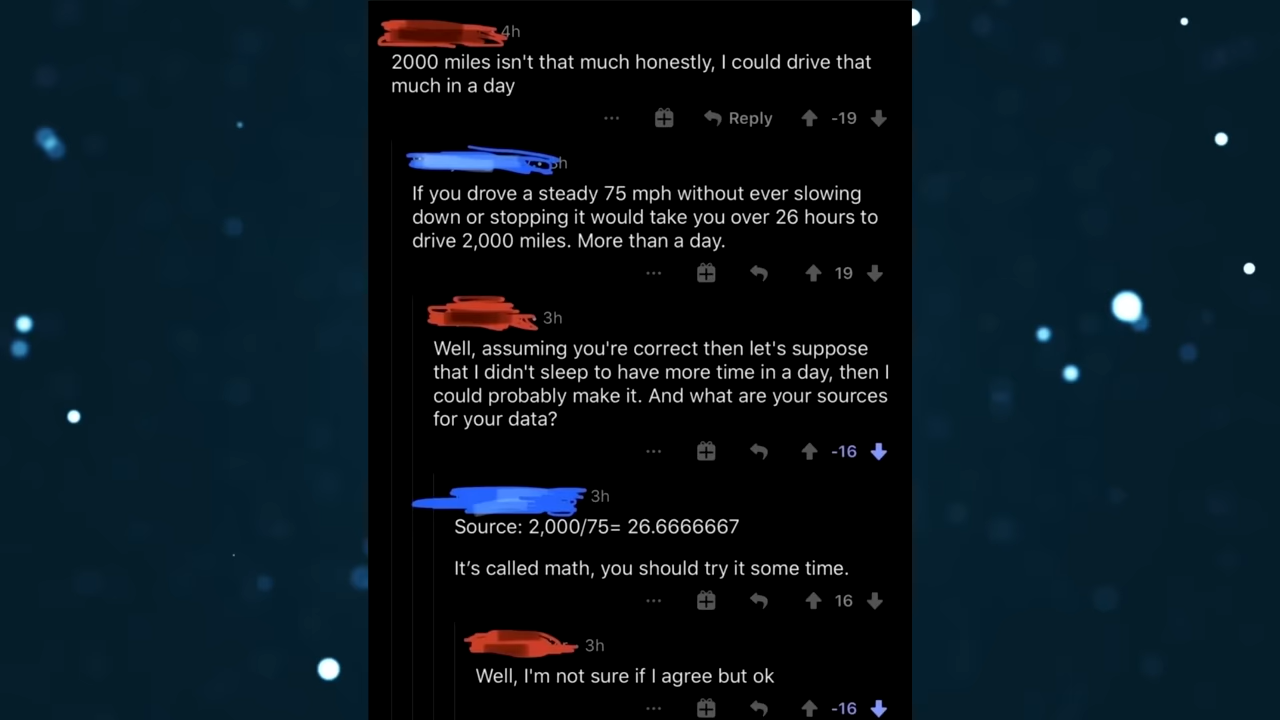 4h
2000 miles isn't that much honestly, I could drive that
much in a day
Reply -19
If you drove a steady 75 mph without ever slowing
down or stopping it would take you over 26 hours to
drive 2,000 miles. More than a day.
19
3h
Well, assuming you're correct then let's suppose
that I didn't sleep to have more time in a day, then I
could probably make it. And what are your sources
for your data?
-16
3h
Source: 2,000/75= 26.6666667
It’s called math, you should try it some time.
16
3h
Well, I'm not sure if I agree but ok
-16